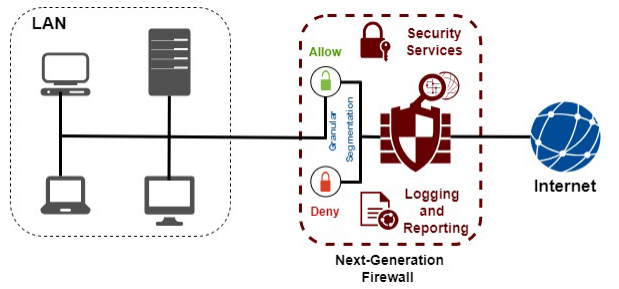 LAN
Allow
Security
Services
Granular
Segmentation
Deny
Logging
and
Reporting
Internet
Next-Generation
Firewall